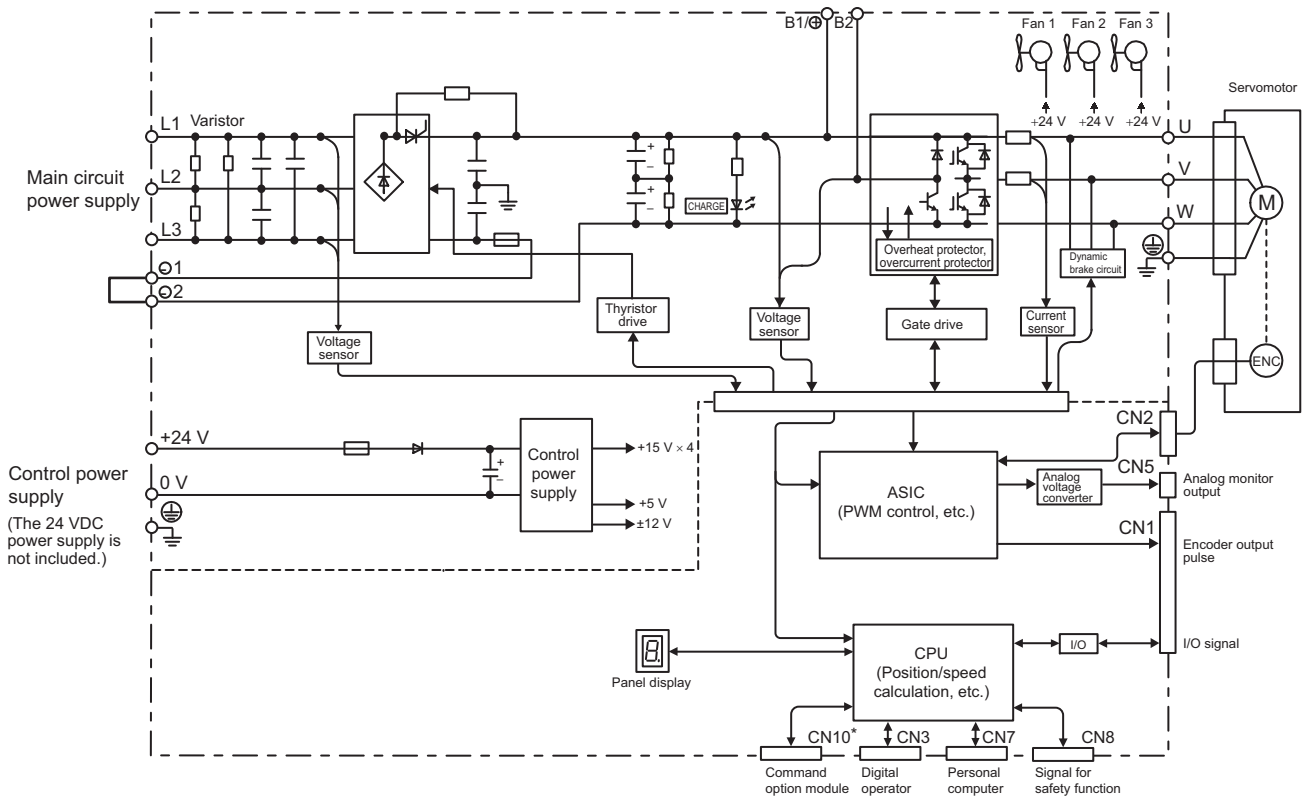 B1/⊕ B2
Fan 1 Fan 2 Fan 3
+24 V +24 V +24 V
Servomotor
L1 Varistor
U
Main circuit
power supply
L2
V
M
CHARGE
W
L3
Overheat protector,
overcurrent protector
Dynamic
brake circuit
⊖1
⊖2
Thyristor
drive
Voltage
sensor
Gate drive
Current
sensor
Voltage
sensor
ENC
CN2
+24 V
+15 V × 4
Control power
supply
Control
power
supply
0 V
+5 V
±12 V
(The 24 VDC
power supply is
not included.)
ASIC
(PWM control, etc.)
Analog
voltage
converter
CN5
Analog monitor
output
CN1
Encoder output
pulse
8.
Panel display
CPU
(Position/speed
calculation, etc.)
I/O
I/O signal
CN10* CN3 CN7 CN8
Command
option module
Digital
operator
Personal
computer
Signal for
safety function
+ −
+ −
+ −